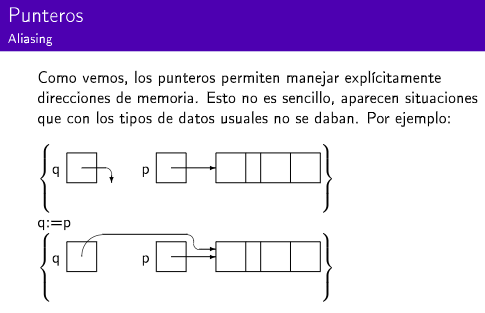 Punteros
Aliasing
Como vemos, los punteros permiten manejar explícitamente
direcciones de memoria. Esto no es sencillo, aparecen situaciones
que con los tipos de datos usuales no se daban. Por ejemplo:
q p
q:=p
q p